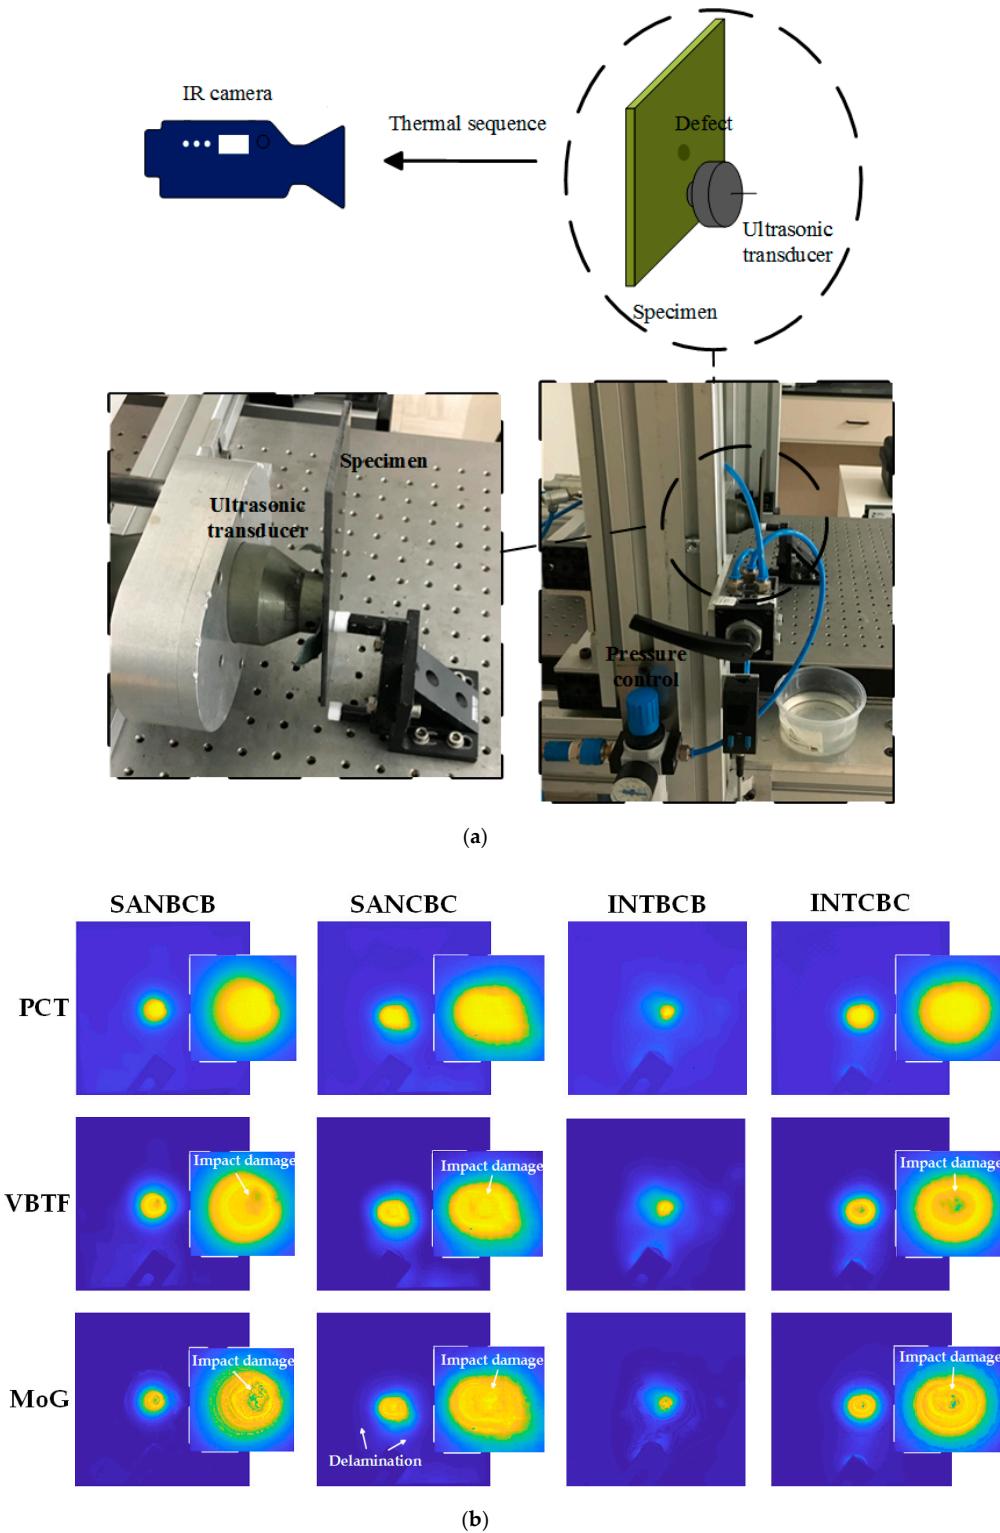 IR camera
Thermal sequence
Defect
Ultrasonic
transducer
Specimen
Specimen
Ultrasonic
transducer
Pressure
control
(a)
SANBCB SANCBC INTBCB INTCBC
PCT
VBTF
Impact damage
Impact damage
Impact damage
MoG
Impact damage
Impact damage
Impact damage
Delamination
(b)